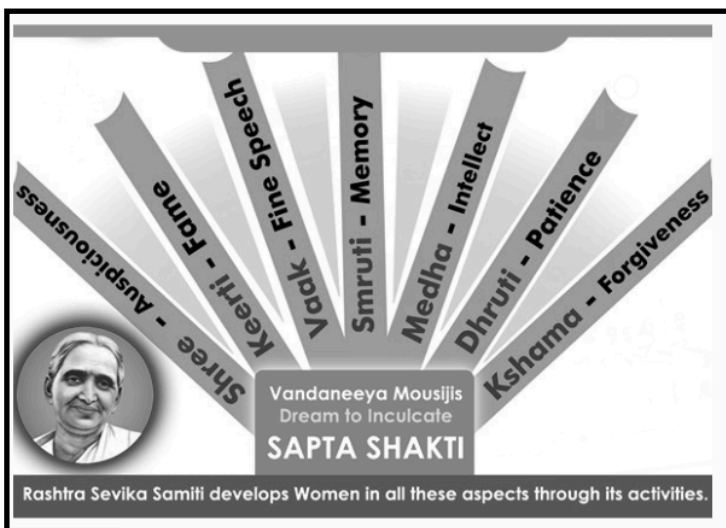 Shree - Auspiciousness
Keerti - Fame
Vaak - Fine Speech
Smruti - Memory
Medha - Intellect
Dhruti - Patience
Kshama - Forgiveness
Vandaneeya Mousijis
Dream to Inculcate
SAPTA SHAKTI
Rashtra Sevika Samiti develops Women in all these aspects through its activities.